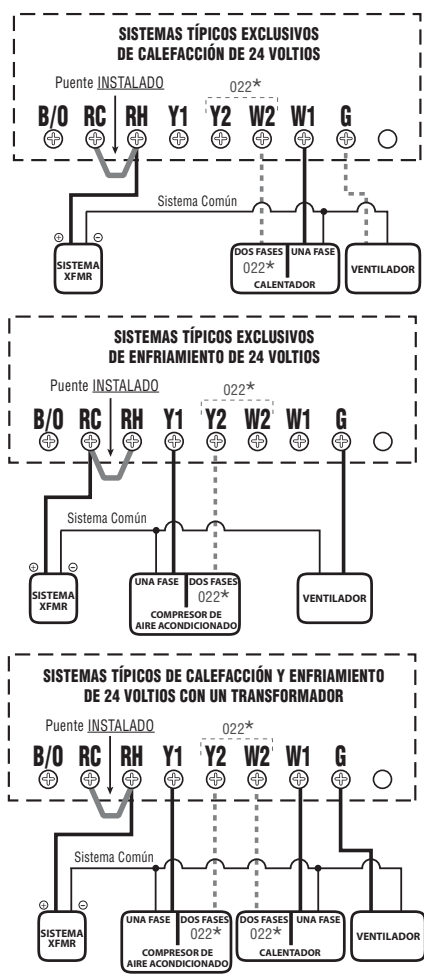 SISTEMAS TÍPICOS EXCLUSIVOS
DE CALEFACCIÓN DE 24 VOLTIOS
Puente INSTALADO
022*
B/O RC RH Y1 Y2 W2 W1 G
Sistema Común
⊕ ⊖
SISTEMA
XFMR
DOS FASES UNA FASE
022*
CALENTADOR
VENTILADOR
SISTEMAS TÍPICOS EXCLUSIVOS
DE ENFRIAMIENTO DE 24 VOLTIOS
Puente INSTALADO
022*
B/O RC RH Y1 Y2 W2 W1 G
Sistema Común
⊕ ⊖
SISTEMA
XFMR
UNA FASE DOS FASES
022*
COMPRESOR DE
AIRE ACONDICIONADO
VENTILADOR
SISTEMAS TÍPICOS DE CALEFACCIÓN Y ENFRIAMIENTO
DE 24 VOLTIOS CON UN TRANSFORMADOR
Puente INSTALADO
022*
B/O RC RH Y1 Y2 W2 W1 G
Sistema Común
⊕ ⊖
SISTEMA
XFMR
UNA FASE DOS FASES
022*
COMPRESOR DE
AIRE ACONDICIONADO
DOS FASES UNA FASE
022*
CALENTADOR
VENTILADOR